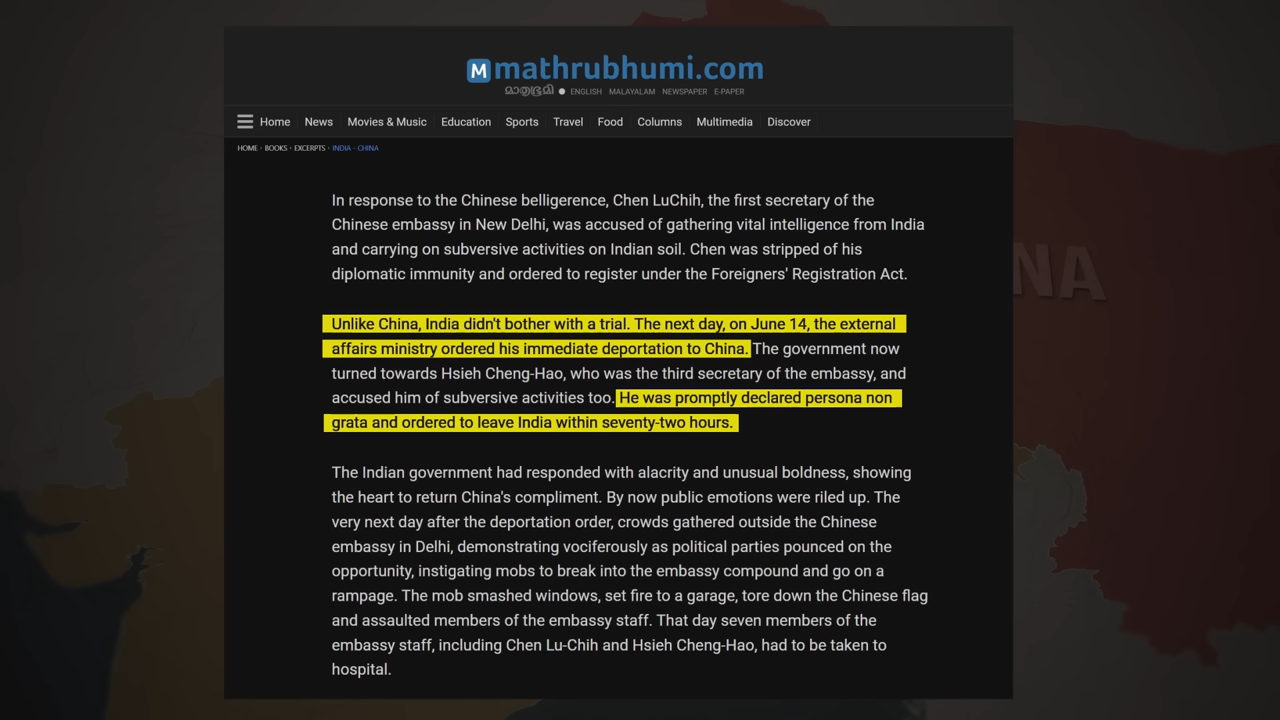 M mathrubhumi.com
മാതൃഭൂമി ● ENGLISH MALAYALAM NEWSPAPER E-PAPER
Home News Movies & Music Education Sports Travel Food Columns Multimedia Discover
HOME · BOOKS · EXCERPTS · INDIA - CHINA
In response to the Chinese belligerence, Chen LuChih, the first secretary of the
Chinese embassy in New Delhi, was accused of gathering vital intelligence from India
and carrying on subversive activities on Indian soil. Chen was stripped of his
diplomatic immunity and ordered to register under the Foreigners' Registration Act.
Unlike China, India didn't bother with a trial. The next day, on June 14, the external
affairs ministry ordered his immediate deportation to China. The government now
turned towards Hsieh Cheng-Hao, who was the third secretary of the embassy, and
accused him of subversive activities too. He was promptly declared persona non
grata and ordered to leave India within seventy-two hours.
The Indian government had responded with alacrity and unusual boldness, showing
the heart to return China's compliment. By now public emotions were riled up. The
very next day after the deportation order, crowds gathered outside the Chinese
embassy in Delhi, demonstrating vociferously as political parties pounced on the
opportunity, instigating mobs to break into the embassy compound and go on a
rampage. The mob smashed windows, set fire to a garage, tore down the Chinese flag
and assaulted members of the embassy staff. That day seven members of the
embassy staff, including Chen Lu-Chih and Hsieh Cheng-Hao, had to be taken to
hospital.
NA